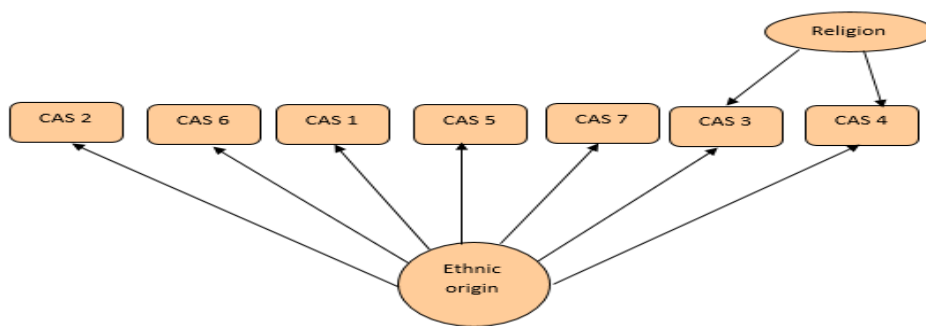 Religion
CAS 2
CAS 6
CAS 1
CAS 5
CAS 7
CAS 3
CAS 4
Ethnic
origin